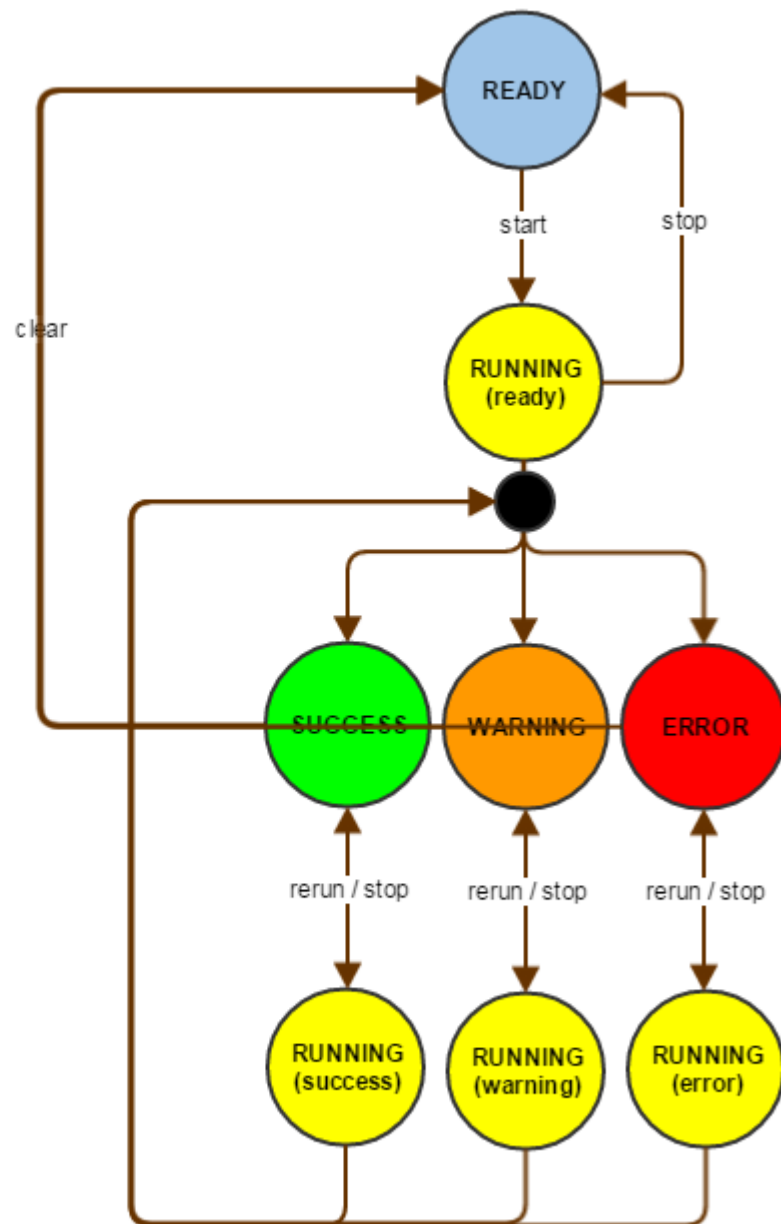 READY
start
stop
clear
RUNNING
(ready)
SUCCESS
WARNING
ERROR
rerun / stop
rerun / stop
rerun / stop
RUNNING
(success)
RUNNING
(warning)
RUNNING
(error)